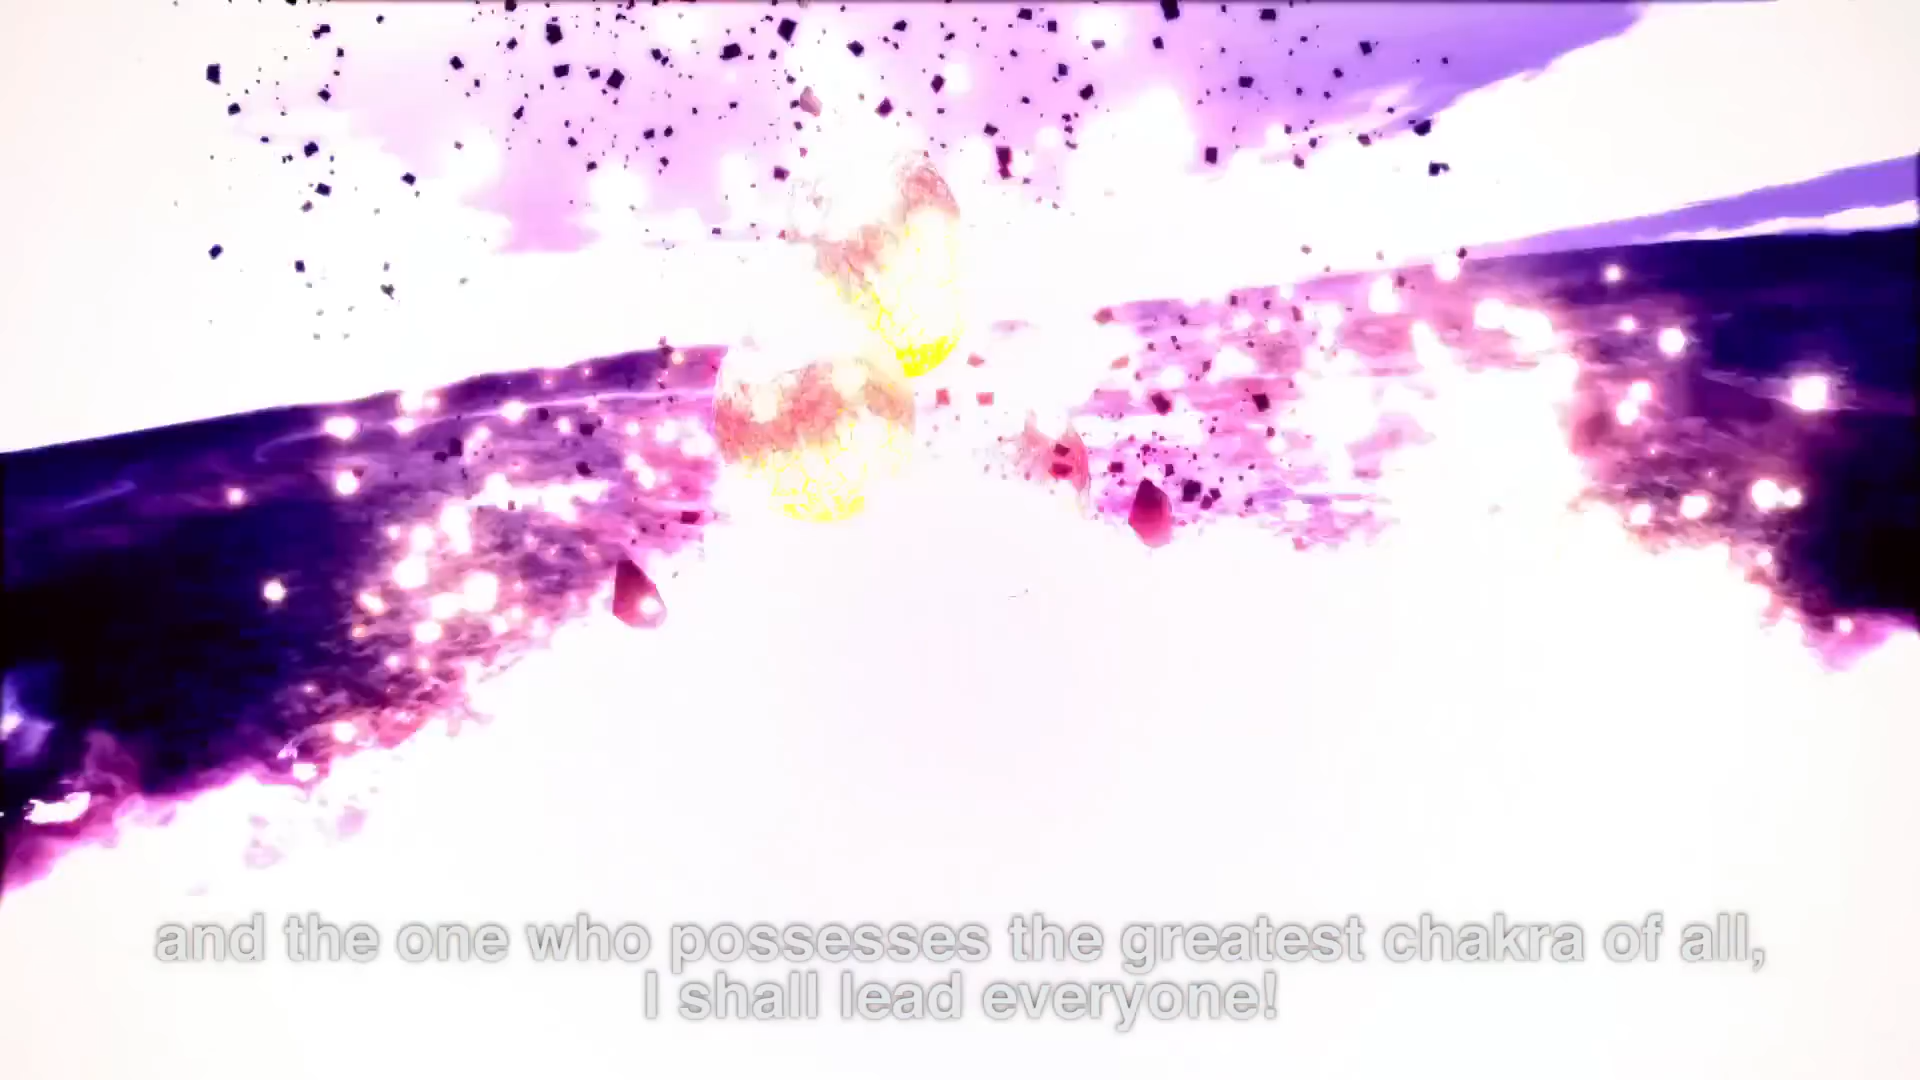 and the one who possesses the greatest chakra of all,
I shall lead everyone!